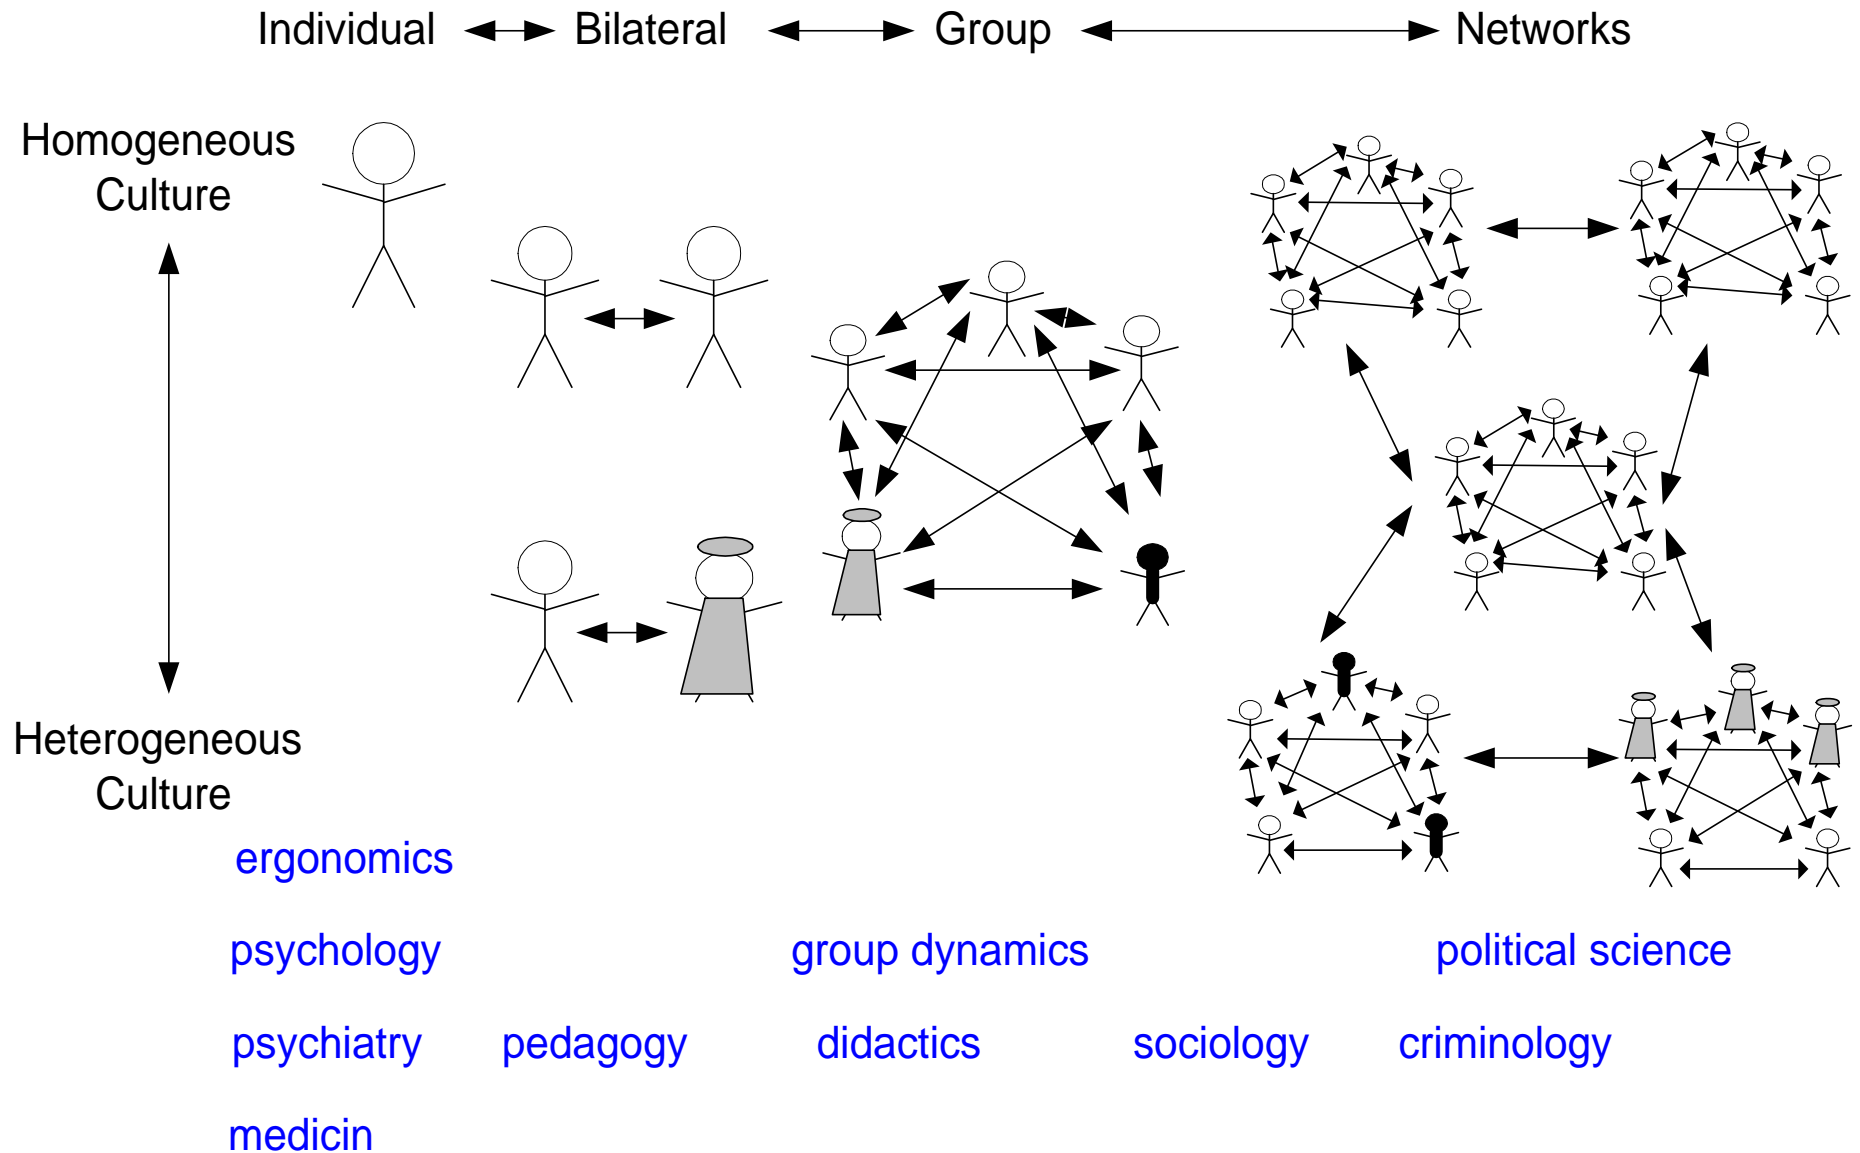 Individual Bilateral Group Networks
Homogeneous
Culture
Heterogeneous
Culture
ergonomics
psychology group dynamics political science
psychiatry pedagogy didactics sociology criminology
medicin